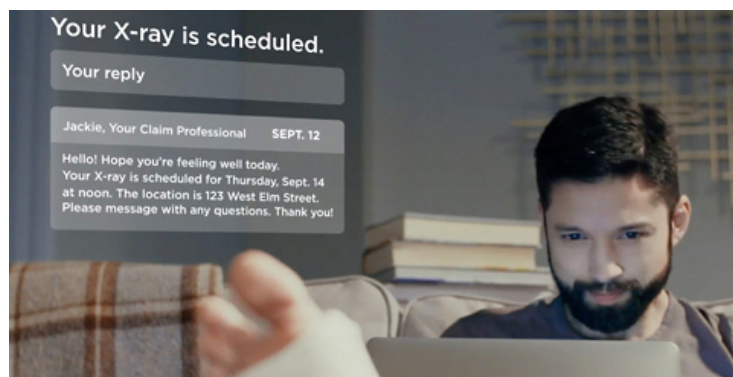 Your X-ray is scheduled.
Your reply
Jackie, Your Claim Professional SEPT. 12
Hello! Hope you're feeling well today.
Your X-ray is scheduled for Thursday, Sept. 14
at noon. The location is 123 West Elm Street.
Please message with any questions. Thank you!